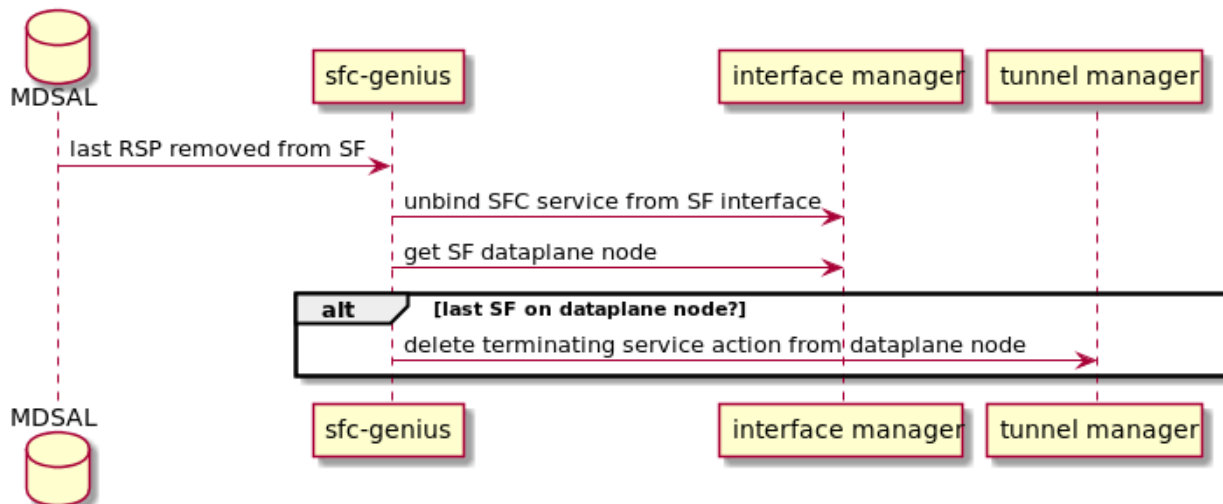 MDSAL
sfc-genius
interface manager
tunnel manager
last RSP removed from SF
unbind SFC service from SF interface
get SF dataplane node
alt
[last SF on dataplane node?]
delete terminating service action from dataplane node
MDSAL
sfc-genius
interface manager
tunnel manager